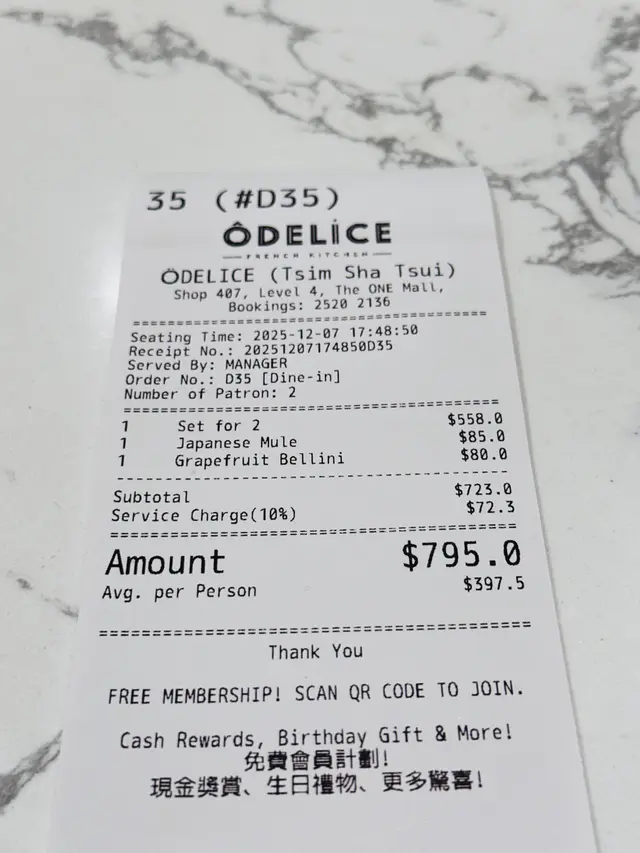 35 (#D35)
ÔDELİCE
FRENCH KITCHEN
ÔDELICE (Tsim Sha Tsui)
Shop 407, Level 4, The ONE Mall,
Bookings: 2520 2136
Seating Time: 2025-12-07 17:48:50
Receipt No.: 20251207174850D35
Served By: MANAGER
Order No.: D35 [Dine-in]
Number of Patron: 2
1 Set for 2 $558.0
1 Japanese Mule $85.0
1 Grapefruit Bellini $80.0
Subtotal $723.0
Service Charge(10%) $72.3
Amount $795.0
Avg. per Person $397.5
Thank You
FREE MEMBERSHIP! SCAN QR CODE TO JOIN.
Cash Rewards, Birthday Gift & More!
免費會員計劃!
現金獎賞、生日禮物、更多驚喜!